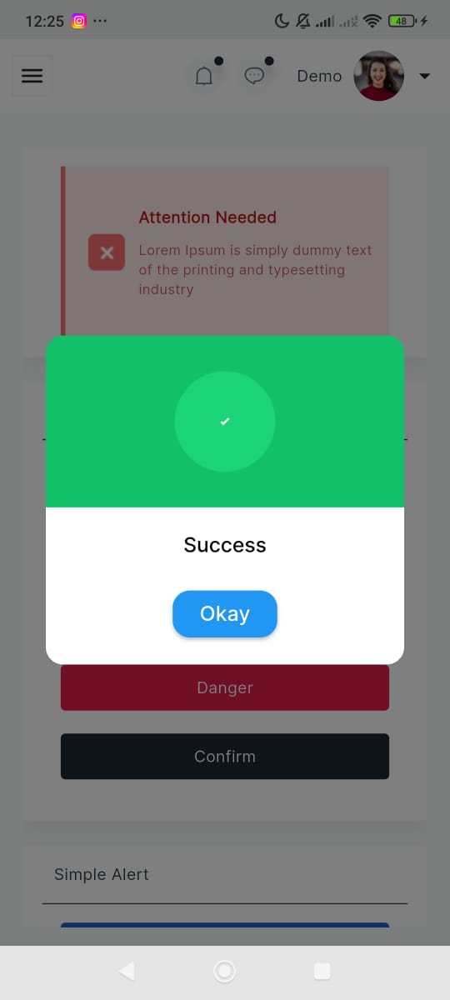 12:25
48
Demo
Attention Needed
Lorem Ipsum is simply dummy text
of the printing and typesetting
industry
Success
Okay
Danger
Confirm
Simple Alert